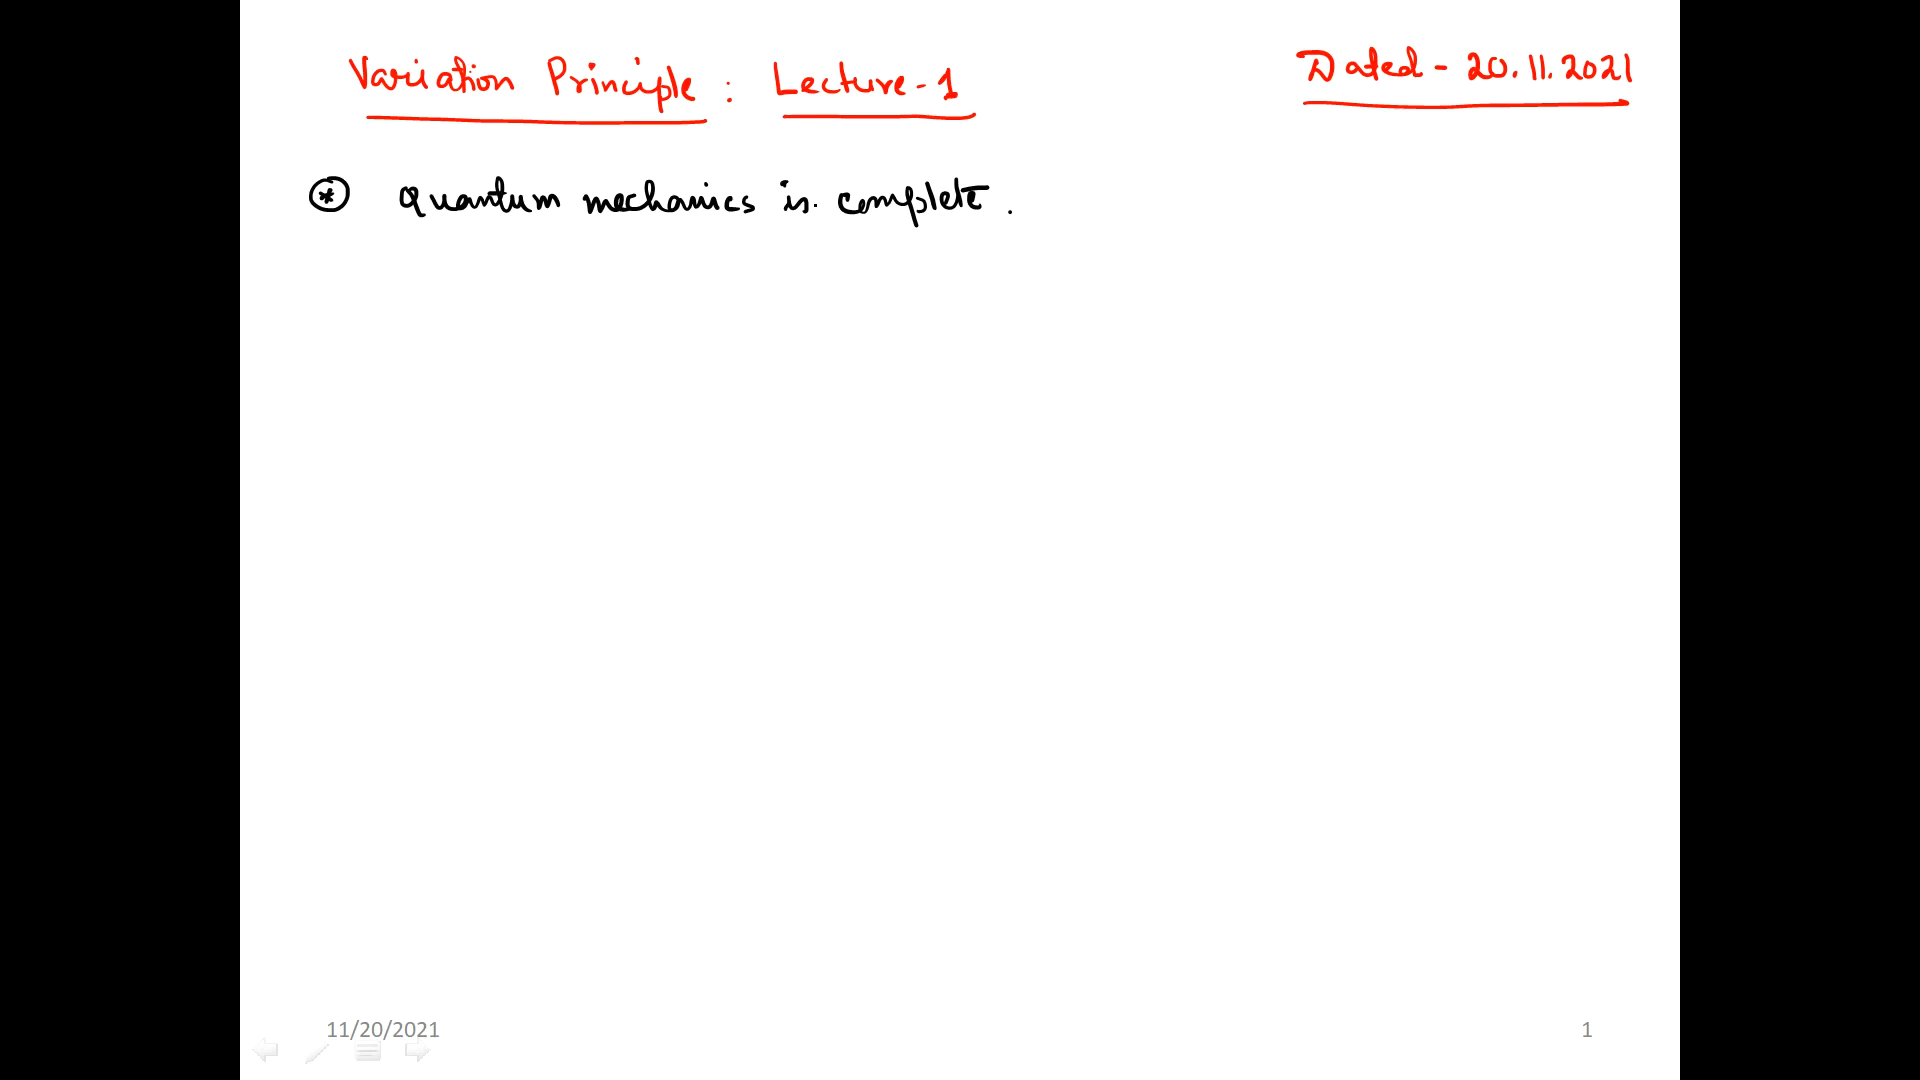 Variation Principle : Lecture - 1
Dated - 20.11.2021
* Quantum mechanics is complete.
11/20/2021
1